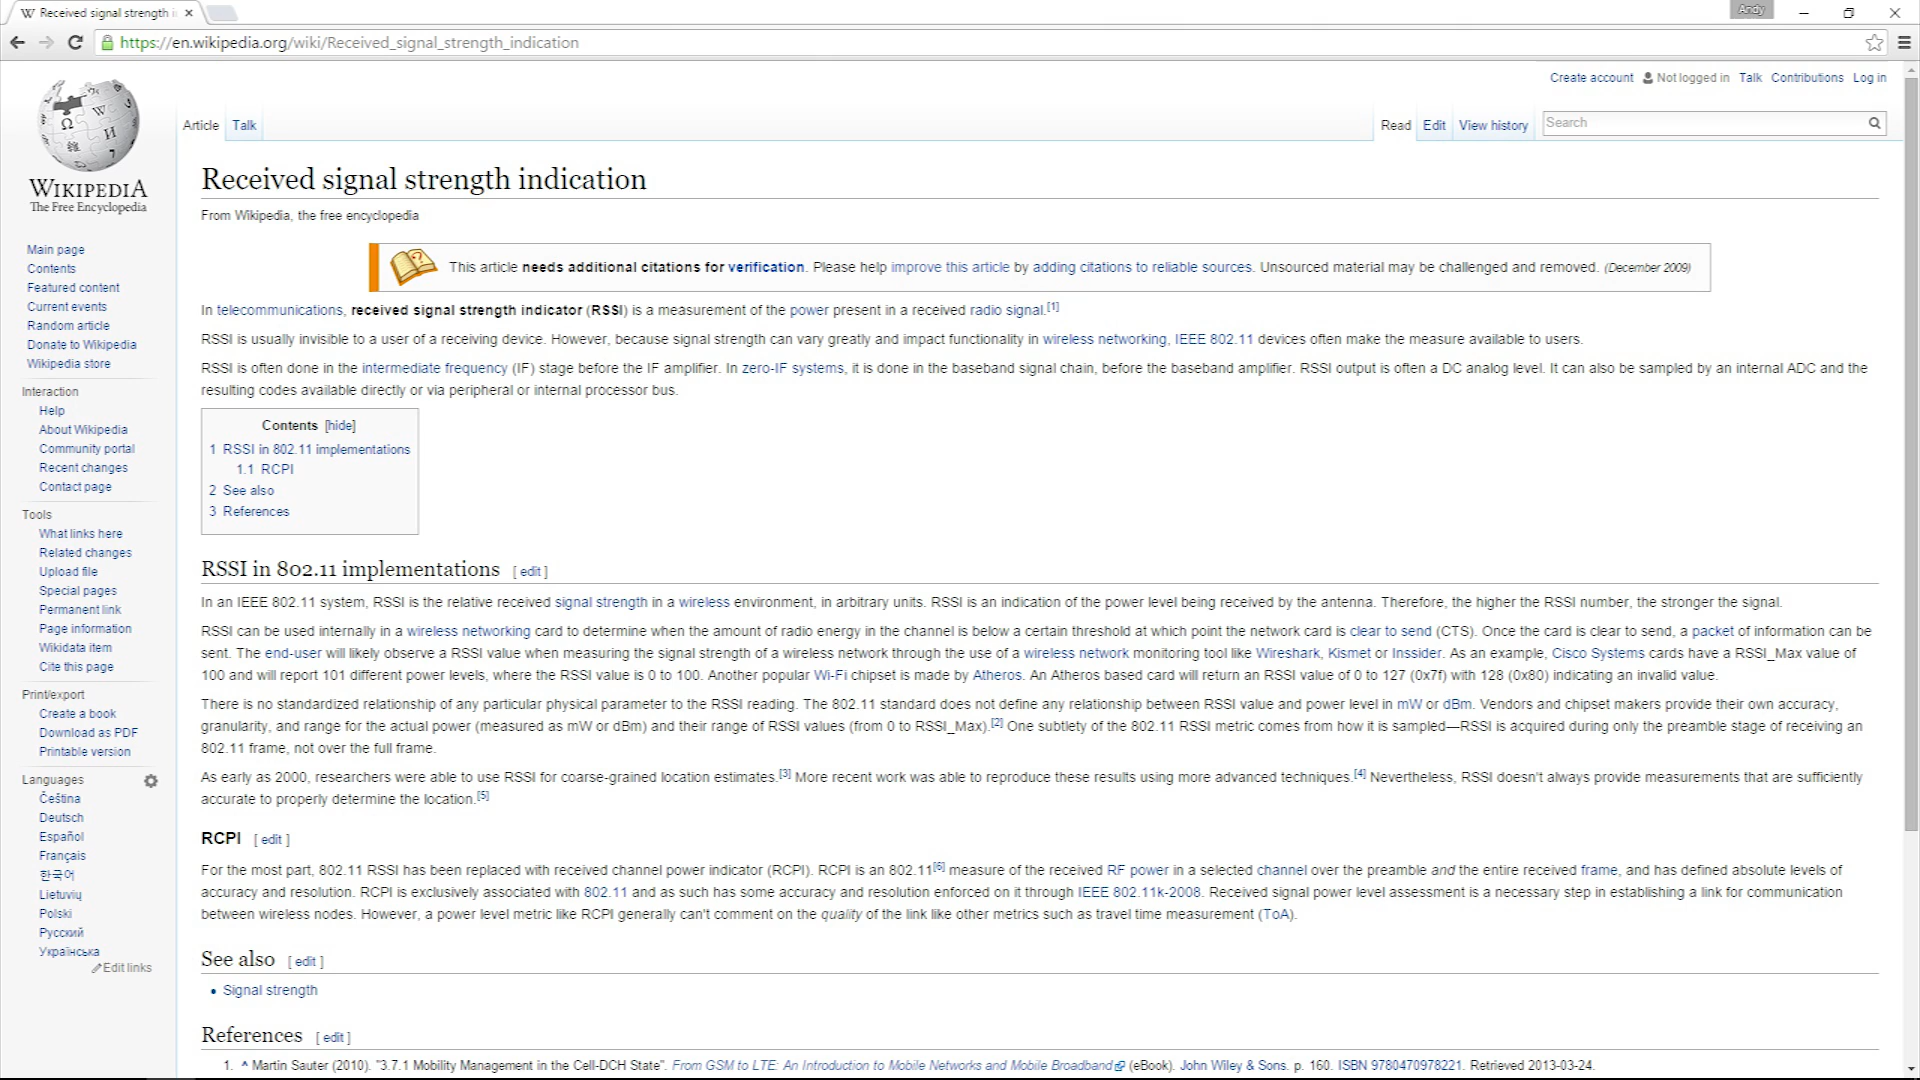 Received signal strength i
Andy
https://en.wikipedia.org/wiki/Received_signal_strength_indication
Create account Not logged in Talk Contributions Log in
Article Talk
Read Edit View history Search
WIKIPEDIA
The Free Encyclopedia
Main page
Contents
Featured content
Current events
Random article
Donate to Wikipedia
Wikipedia store
Interaction
Help
About Wikipedia
Community portal
Recent changes
Contact page
Tools
What links here
Related changes
Upload file
Special pages
Permanent link
Page information
Wikidata item
Cite this page
Print/export
Create a book
Download as PDF
Printable version
Languages
Čeština
Deutsch
Español
Français
한국어
Lietuvių
Polski
Русский
Українська
Edit links
Received signal strength indication
From Wikipedia, the free encyclopedia
This article needs additional citations for verification. Please help improve this article by adding citations to reliable sources. Unsourced material may be challenged and removed. (December 2009)
In telecommunications, received signal strength indicator (RSSI) is a measurement of the power present in a received radio signal.[1]
RSSI is usually invisible to a user of a receiving device. However, because signal strength can vary greatly and impact functionality in wireless networking, IEEE 802.11 devices often make the measure available to users.
RSSI is often done in the intermediate frequency (IF) stage before the IF amplifier. In zero-IF systems, it is done in the baseband signal chain, before the baseband amplifier. RSSI output is often a DC analog level. It can also be sampled by an internal ADC and the
resulting codes available directly or via peripheral or internal processor bus.
Contents [hide]
1 RSSI in 802.11 implementations
1.1 RCPI
2 See also
3 References
RSSI in 802.11 implementations [ edit ]
In an IEEE 802.11 system, RSSI is the relative received signal strength in a wireless environment, in arbitrary units. RSSI is an indication of the power level being received by the antenna. Therefore, the higher the RSSI number, the stronger the signal.
RSSI can be used internally in a wireless networking card to determine when the amount of radio energy in the channel is below a certain threshold at which point the network card is clear to send (CTS). Once the card is clear to send, a packet of information can be
sent. The end-user will likely observe a RSSI value when measuring the signal strength of a wireless network through the use of a wireless network monitoring tool like Wireshark, Kismet or Inssider. As an example, Cisco Systems cards have a RSSI_Max value of
100 and will report 101 different power levels, where the RSSI value is 0 to 100. Another popular Wi-Fi chipset is made by Atheros. An Atheros based card will return an RSSI value of 0 to 127 (0x7f) with 128 (0x80) indicating an invalid value.
There is no standardized relationship of any particular physical parameter to the RSSI reading. The 802.11 standard does not define any relationship between RSSI value and power level in mW or dBm. Vendors and chipset makers provide their own accuracy,
granularity, and range for the actual power (measured as mW or dBm) and their range of RSSI values (from 0 to RSSI_Max).[2] One subtlety of the 802.11 RSSI metric comes from how it is sampled—RSSI is acquired during only the preamble stage of receiving an
802.11 frame, not over the full frame.
As early as 2000, researchers were able to use RSSI for coarse-grained location estimates.[3] More recent work was able to reproduce these results using more advanced techniques.[4] Nevertheless, RSSI doesn't always provide measurements that are sufficiently
accurate to properly determine the location.[5]
RCPI [ edit ]
For the most part, 802.11 RSSI has been replaced with received channel power indicator (RCPI). RCPI is an 802.11[6] measure of the received RF power in a selected channel over the preamble and the entire received frame, and has defined absolute levels of
accuracy and resolution. RCPI is exclusively associated with 802.11 and as such has some accuracy and resolution enforced on it through IEEE 802.11k-2008. Received signal power level assessment is a necessary step in establishing a link for communication
between wireless nodes. However, a power level metric like RCPI generally can't comment on the quality of the link like other metrics such as travel time measurement (ToA).
See also [ edit ]
• Signal strength
References [ edit ]
1. ^ Martin Sauter (2010). "3.7.1 Mobility Management in the Cell-DCH State". From GSM to LTE: An Introduction to Mobile Networks and Mobile Broadband (eBook). John Wiley & Sons. p. 160. ISBN 9780470978221. Retrieved 2013-03-24.